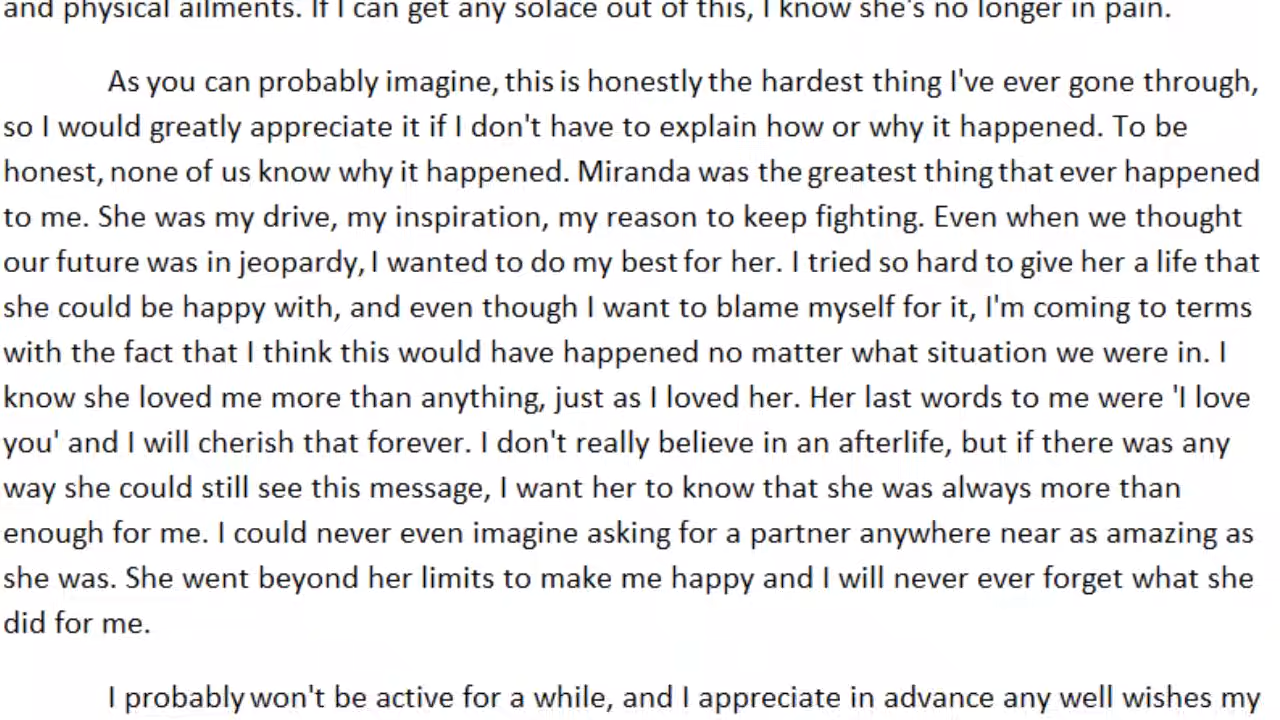 and physical ailments. If I can get any solace out of this, I know she's no longer in pain.
As you can probably imagine, this is honestly the hardest thing I've ever gone through,
so I would greatly appreciate it if I don't have to explain how or why it happened. To be
honest, none of us know why it happened. Miranda was the greatest thing that ever happened
to me. She was my drive, my inspiration, my reason to keep fighting. Even when we thought
our future was in jeopardy, I wanted to do my best for her. I tried so hard to give her a life that
she could be happy with, and even though I want to blame myself for it, I'm coming to terms
with the fact that I think this would have happened no matter what situation we were in. I
know she loved me more than anything, just as I loved her. Her last words to me were 'I love
you' and I will cherish that forever. I don't really believe in an afterlife, but if there was any
way she could still see this message, I want her to know that she was always more than
enough for me. I could never even imagine asking for a partner anywhere near as amazing as
she was. She went beyond her limits to make me happy and I will never ever forget what she
did for me.
I probably won't be active for a while, and I appreciate in advance any well wishes my